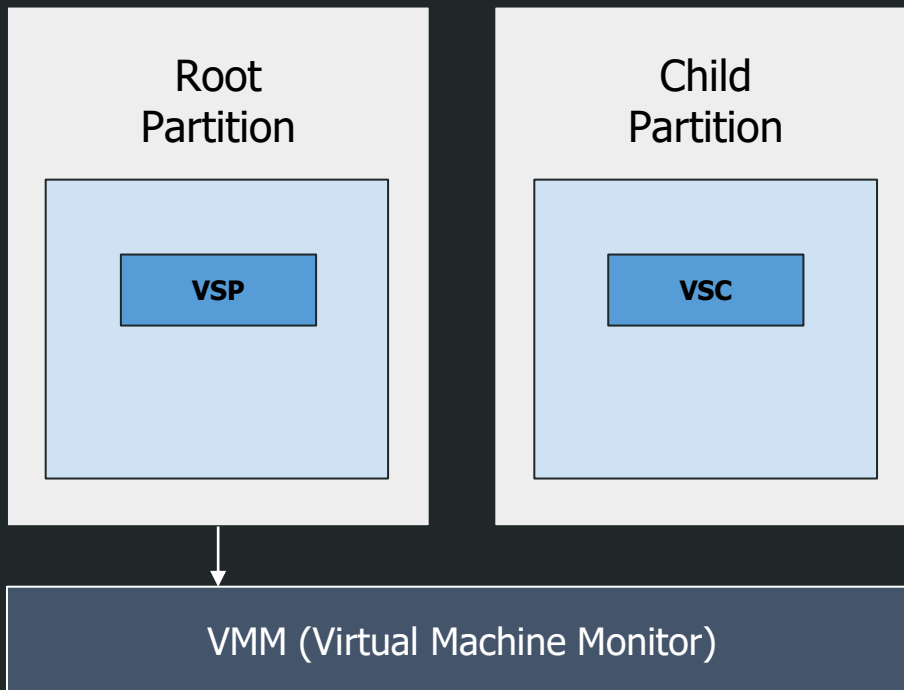 Root
Partition
VSP
Child
Partition
VSC
VMM (Virtual Machine Monitor)